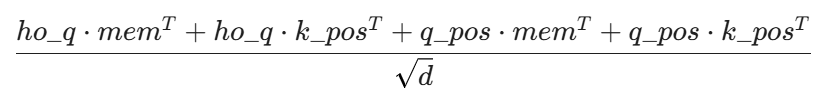 ho_q · mem^T + ho_q · k_pos^T + q_pos · mem^T + q_pos · k_pos^T
√d